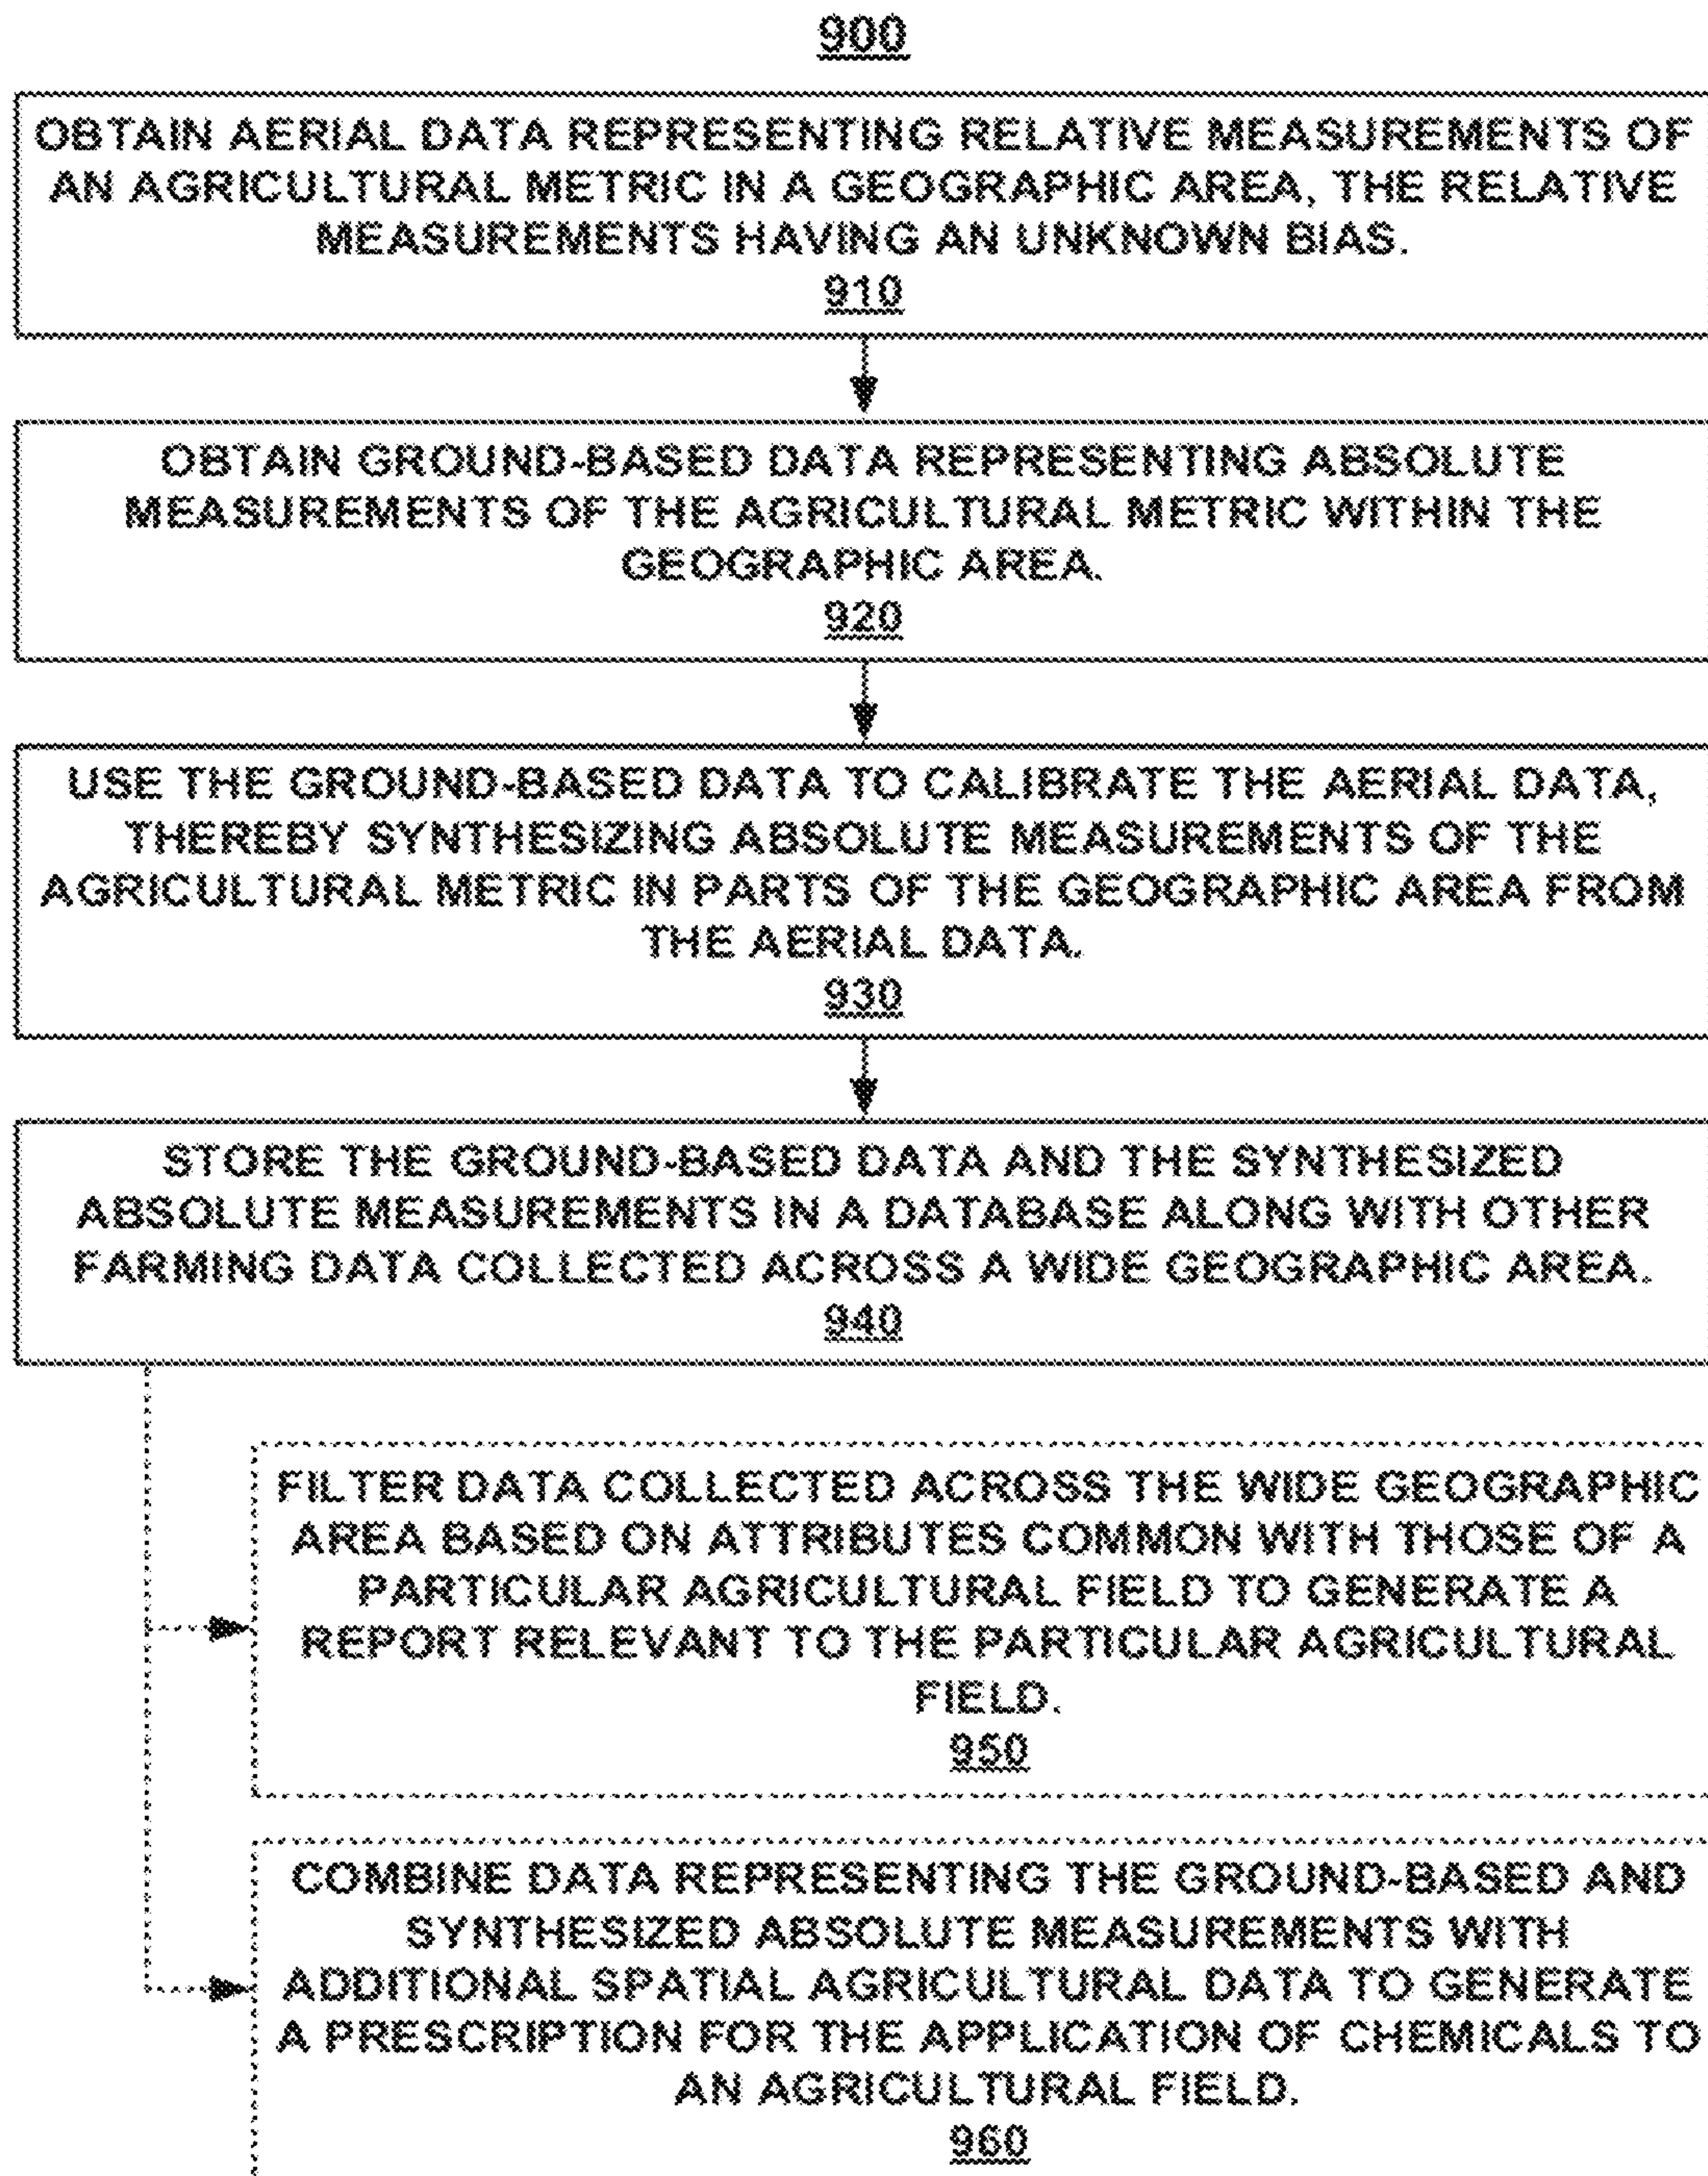 900
OBTAIN AERIAL DATA REPRESENTING RELATIVE MEASUREMENTS OF
AN AGRICULTURAL METRIC IN A GEOGRAPHIC AREA, THE RELATIVE
MEASUREMENTS HAVING AN UNKNOWN BIAS.
910
OBTAIN GROUND-BASED DATA REPRESENTING ABSOLUTE
MEASUREMENTS OF THE AGRICULTURAL METRIC WITHIN THE
GEOGRAPHIC AREA.
920
USE THE GROUND-BASED DATA TO CALIBRATE THE AERIAL DATA,
THEREBY SYNTHESIZING ABSOLUTE MEASUREMENTS OF THE
AGRICULTURAL METRIC IN PARTS OF THE GEOGRAPHIC AREA FROM
THE AERIAL DATA.
930
STORE THE GROUND-BASED DATA AND THE SYNTHESIZED
ABSOLUTE MEASUREMENTS IN A DATABASE ALONG WITH OTHER
FARMING DATA COLLECTED ACROSS A WIDE GEOGRAPHIC AREA.
940
FILTER DATA COLLECTED ACROSS THE WIDE GEOGRAPHIC
AREA BASED ON ATTRIBUTES COMMON WITH THOSE OF A
PARTICULAR AGRICULTURAL FIELD TO GENERATE A
REPORT RELEVANT TO THE PARTICULAR AGRICULTURAL
FIELD.
950
COMBINE DATA REPRESENTING THE GROUND-BASED AND
SYNTHESIZED ABSOLUTE MEASUREMENTS WITH
ADDITIONAL SPATIAL AGRICULTURAL DATA TO GENERATE
A PRESCRIPTION FOR THE APPLICATION OF CHEMICALS TO
AN AGRICULTURAL FIELD.
960